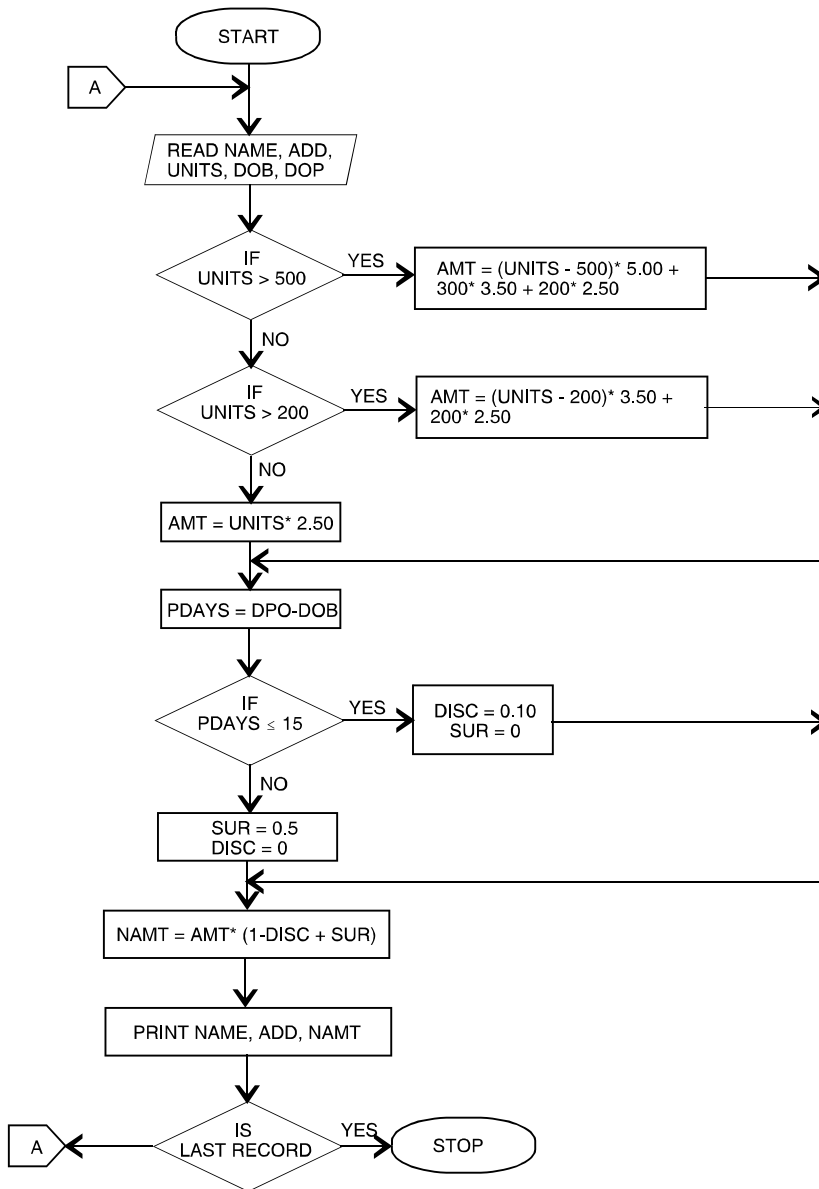 START
A
READ NAME, ADD,
UNITS, DOB, DOP
IF
UNITS > 500
YES
AMT = (UNITS - 500)* 5.00 +
300* 3.50 + 200* 2.50
NO
IF
UNITS > 200
YES
AMT = (UNITS - 200)* 3.50 +
200* 2.50
NO
AMT = UNITS* 2.50
PDAYS = DPO-DOB
IF
PDAYS ≤ 15
YES
DISC = 0.10
SUR = 0
NO
SUR = 0.5
DISC = 0
NAMT = AMT* (1-DISC + SUR)
PRINT NAME, ADD, NAMT
IS
LAST RECORD
YES
STOP
A